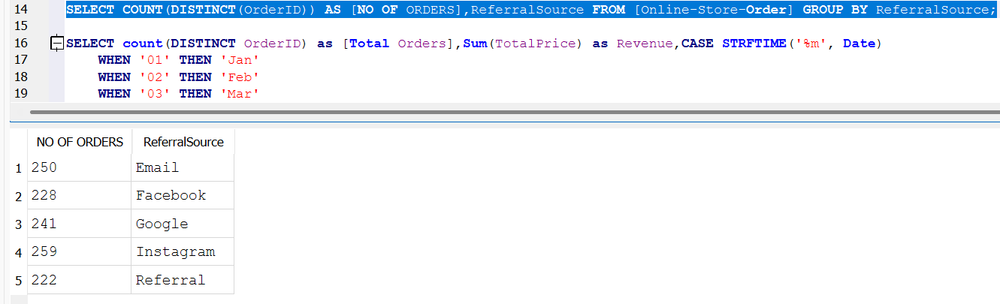 14 SELECT COUNT(DISTINCT(OrderID)) AS [NO OF ORDERS],ReferralSource FROM [Online-Store-Order] GROUP BY ReferralSource;
15
16 SELECT count(DISTINCT OrderID) as [Total Orders],Sum(TotalPrice) as Revenue,CASE STRFTIME('%m', Date)
17 WHEN '01' THEN 'Jan'
18 WHEN '02' THEN 'Feb'
19 WHEN '03' THEN 'Mar'
NO OF ORDERS ReferralSource
1 250 Email
2 228 Facebook
3 241 Google
4 259 Instagram
5 222 Referral